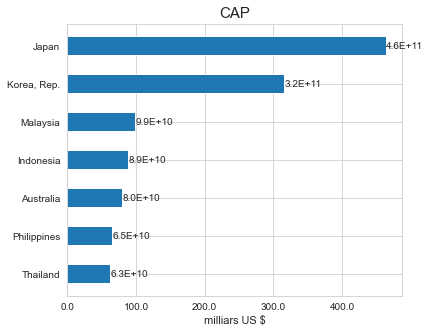 CAP
Japan 4.6E+11
Korea, Rep. 3.2E+11
Malaysia 9.9E+10
Indonesia 8.9E+10
Australia 8.0E+10
Philippines 6.5E+10
Thailand 6.3E+10
0.0 100.0 200.0 300.0 400.0
milliars US $